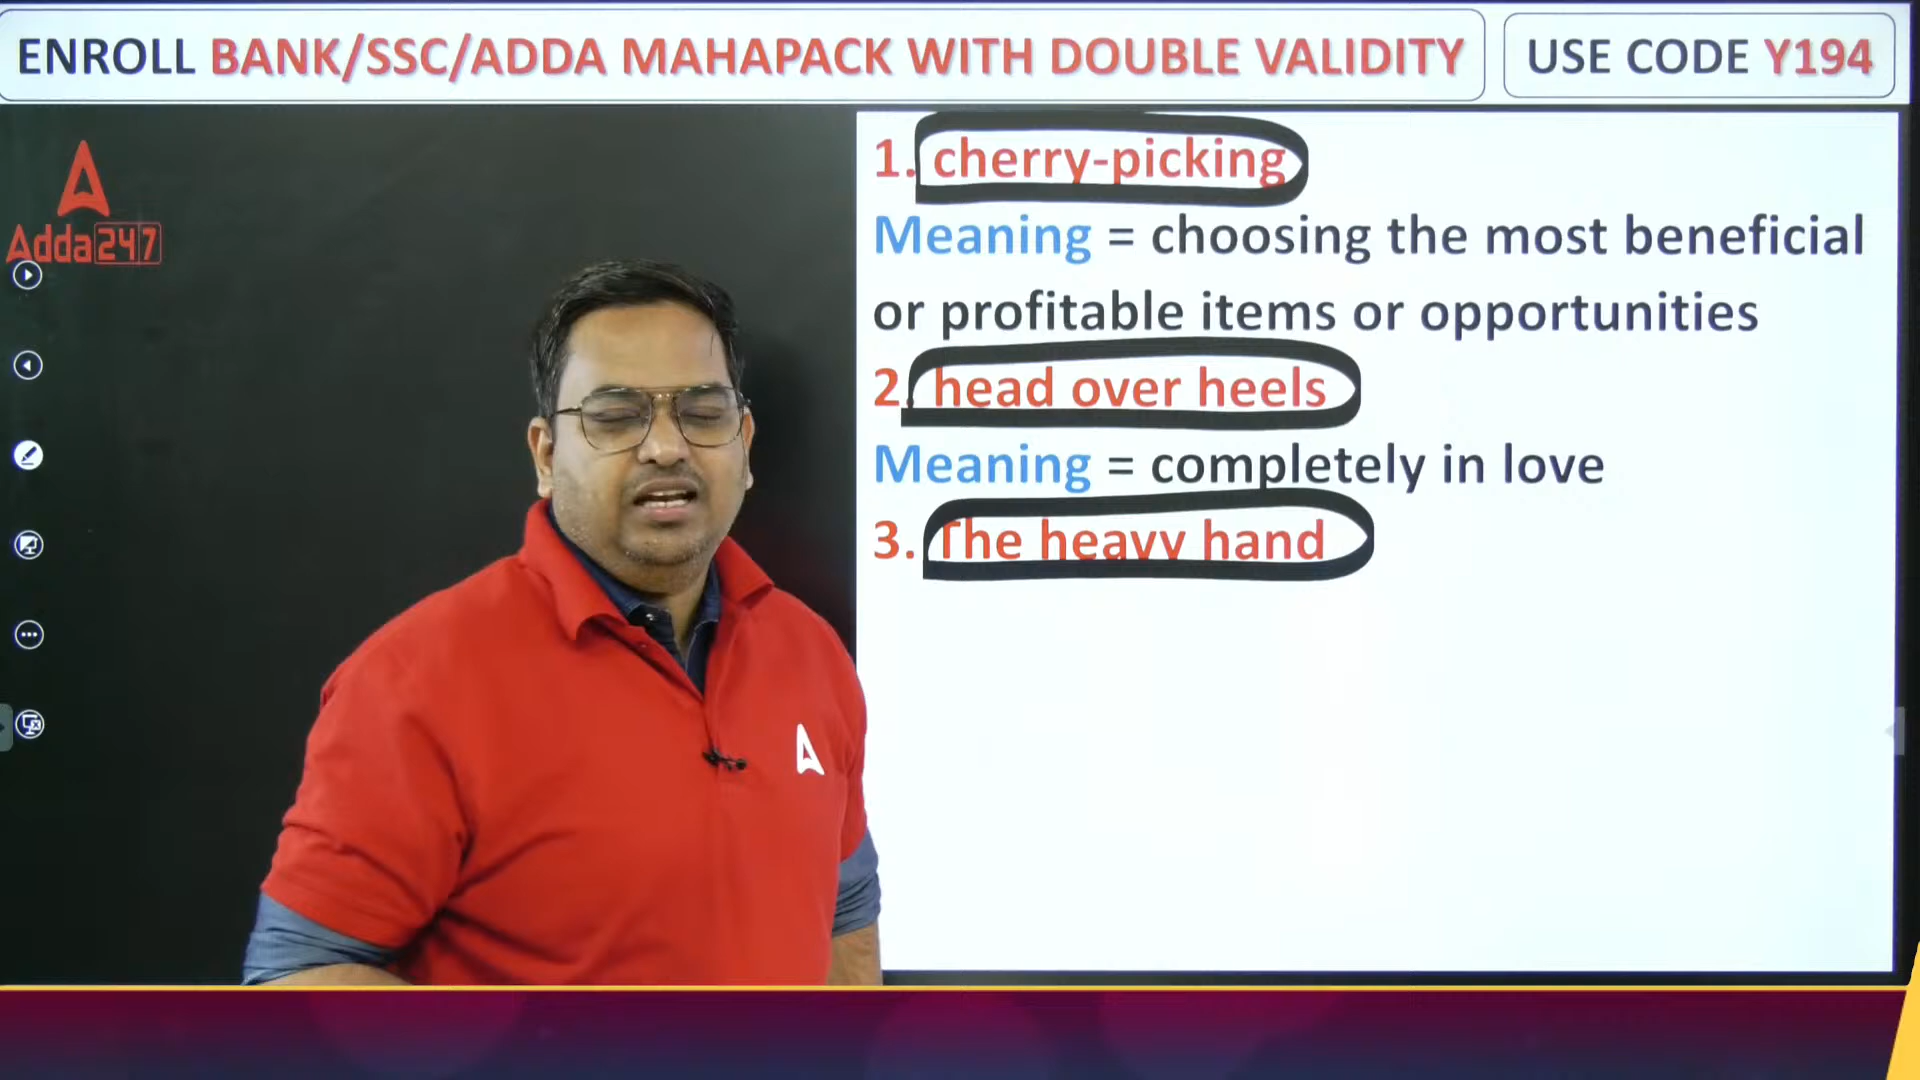 ENROLL BANK/SSC/ADDA MAHAPACK WITH DOUBLE VALIDITY
USE CODE Y194
Adda247
1. cherry-picking
Meaning = choosing the most beneficial
or profitable items or opportunities
2. head over heels
Meaning = completely in love
3. The heavy hand